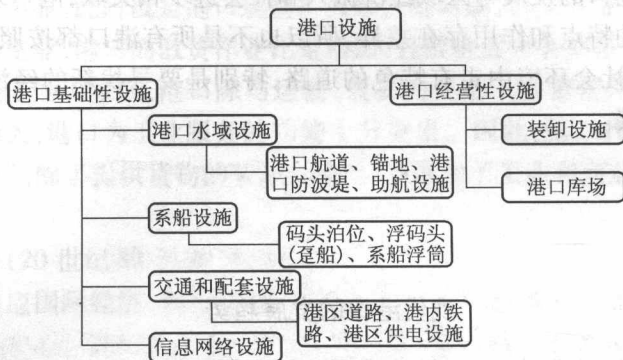 港口设施
港口基础性设施
港口经营性设施
港口水域设施
装卸设施
港口航道、锚地、港
口防波堤、助航设施
港口库场
系船设施
码头泊位、浮码头
(趸船)、系船浮筒
交通和配套设施
港区道路、港内铁
路、港区供电设施
信息网络设施